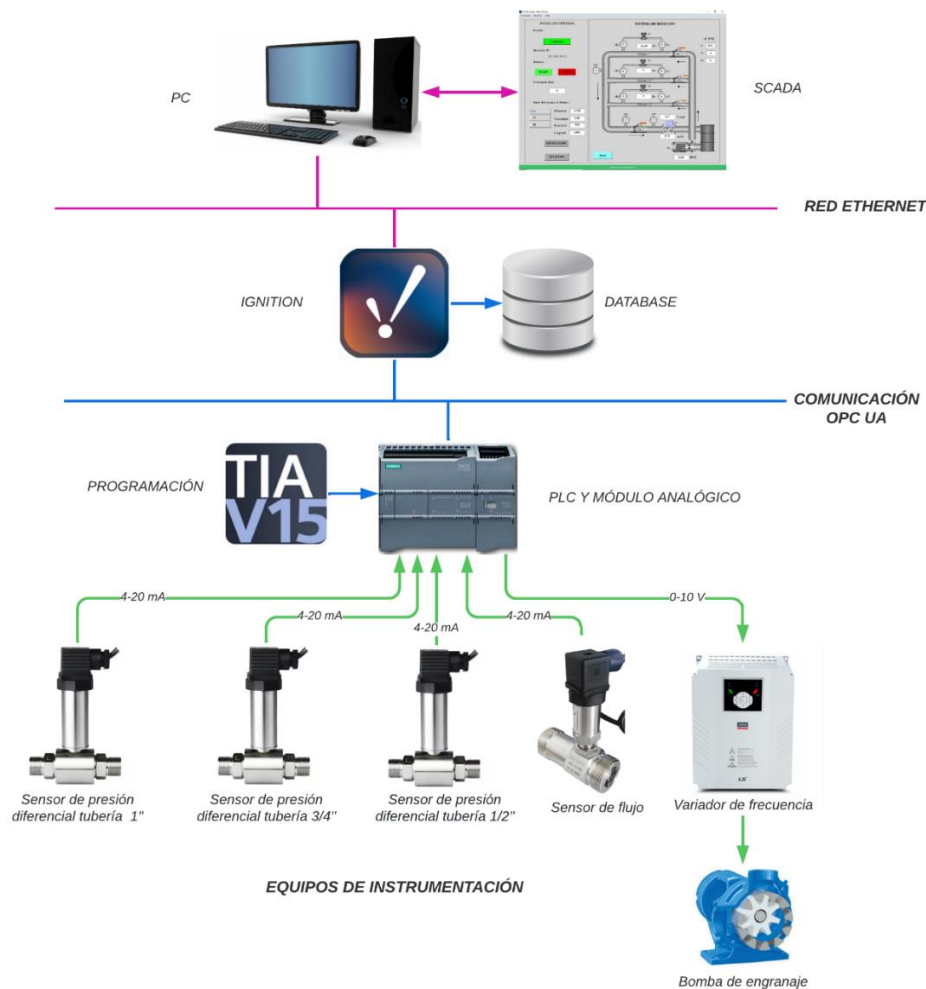 PC
SCADA
RED ETHERNET
IGNITION
DATABASE
COMUNICACIÓN
OPC UA
PROGRAMACIÓN
TIA
V15
SIEMENS
PLC Y MÓDULO ANALÓGICO
4-20 mA
4-20 mA
4-20 mA
4-20 mA
0-10 V
LS
Sensor de presión
diferencial tubería 1"
Sensor de presión
diferencial tubería 3/4"
Sensor de presión
diferencial tubería 1/2"
Sensor de flujo
Variador de frecuencia
EQUIPOS DE INSTRUMENTACIÓN
Bomba de engranaje